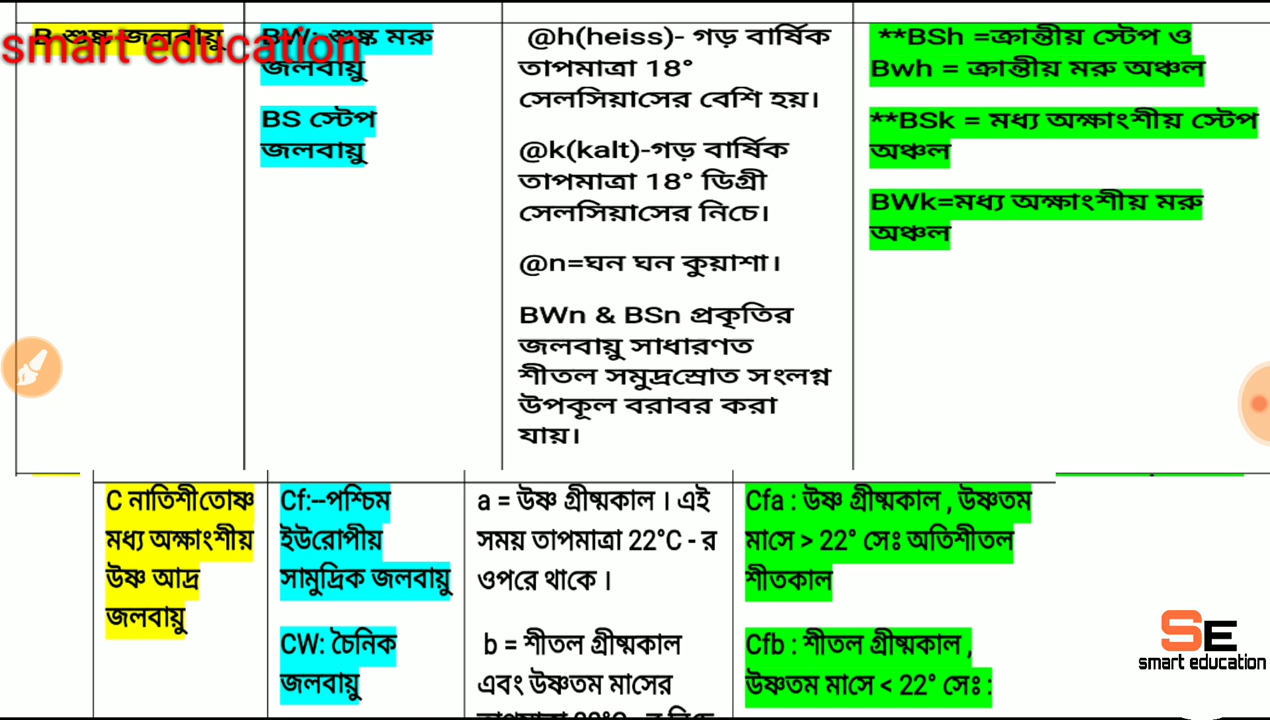 B শুষ্ক জলবায়ু
smart education
BW: শুষ্ক মরু
জলবায়ু
BS স্টেপ
জলবায়ু
@h(heiss)- গড় বার্ষিক
তাপমাত্রা 18°
সেলসিয়াসের বেশি হয়।
@k(kalt)-গড় বার্ষিক
তাপমাত্রা 18° ডিগ্রী
সেলসিয়াসের নিচে।
@n=ঘন ঘন কুয়াশা।
BWn & BSn প্রকৃতির
জলবায়ু সাধারণত
শীতল সমুদ্রস্রোত সংলগ্ন
উপকূল বরাবর করা
যায়।
**BSh =ক্রান্তীয় স্টেপ ও
Bwh = ক্রান্তীয় মরু অঞ্চল
**BSk = মধ্য অক্ষাংশীয় স্টেপ
অঞ্চল
BWk=মধ্য অক্ষাংশীয় মরু
অঞ্চল
C নাতিশীতোষ্ণ
মধ্য অক্ষাংশীয়
উষ্ণ আদ্র
জলবায়ু
Cf:--পশ্চিম
ইউরোপীয়
সামুদ্রিক জলবায়ু
CW: চৈনিক
জলবায়ু
a = উষ্ণ গ্রীষ্মকাল । এই
সময় তাপমাত্রা 22°C - র
ওপরে থাকে ।
b = শীতল গ্রীষ্মকাল
এবং উষ্ণতম মাসের
Cfa : উষ্ণ গ্রীষ্মকাল , উষ্ণতম
মাসে > 22° সেঃ অতিশীতল
শীতকাল
Cfb : শীতল গ্রীষ্মকাল ,
উষ্ণতম মাসে < 22° সেঃ :
SE
smart education